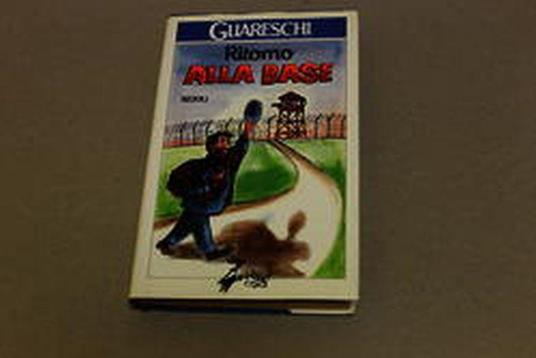 GUARESCHI
Ritorno
ALLA BASE
RIZZOLI